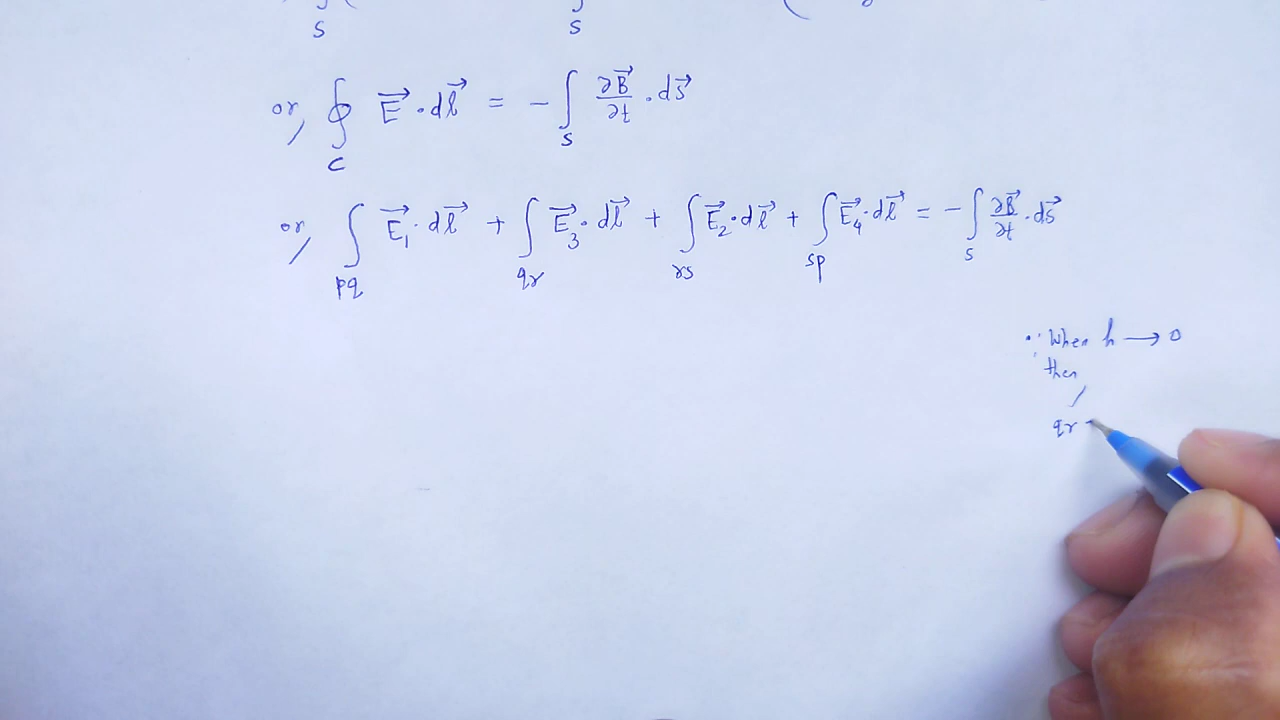 S S
or, ∮_C E⃗ · dl⃗ = - ∫_S ∂B⃗/∂t · ds⃗
or, ∫_pq E⃗₁ · dl⃗ + ∫_qr E⃗₃ · dl⃗ + ∫_rs E⃗₂ · dl⃗ + ∫_sp E⃗₄ · dl⃗ = - ∫_S ∂B⃗/∂t · ds⃗
∵ When h → 0
then,
qr